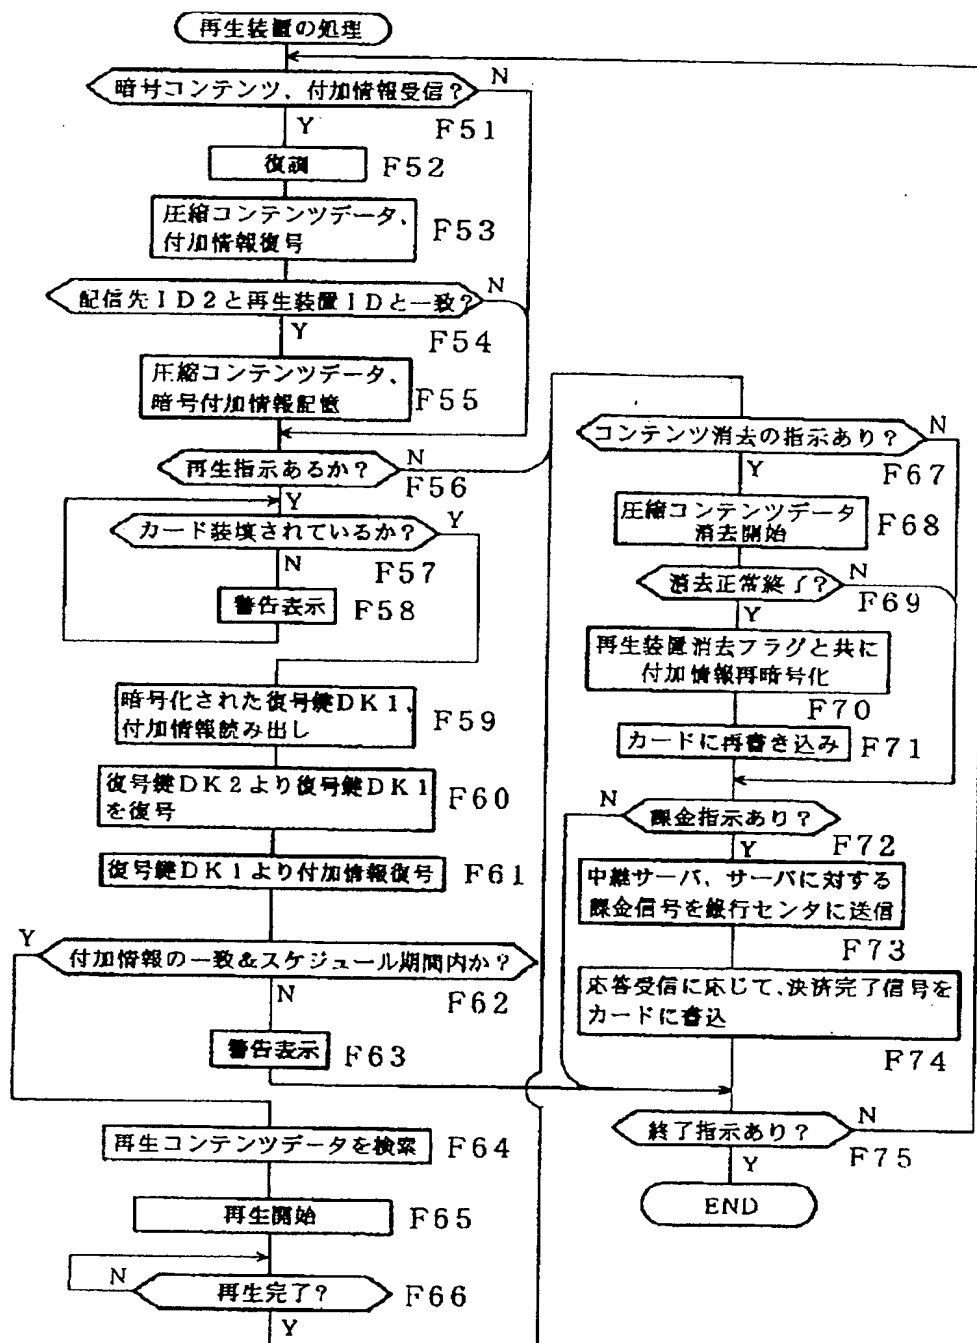 再生装置の処理
暗号コンテンツ、付加情報受信？
N
F51
Y
復調
F52
圧縮コンテンツデータ、
付加情報復号
F53
配信先ID2と再生装置IDと一致？
N
F54
Y
圧縮コンテンツデータ、
暗号付加情報記憶
F55
再生指示あるか？
N
F56
Y
カード装填されているか？
Y
F57
N
警告表示
F58
暗号化された復号鍵DK1、
付加情報読み出し
F59
復号鍵DK2より復号鍵DK1
を復号
F60
復号鍵DK1より付加情報復号
F61
Y
付加情報の一致&スケジュール期間内か？
F62
N
警告表示
F63
再生コンテンツデータを検索
F64
再生開始
F65
N
再生完了？
F66
Y
コンテンツ消去の指示あり？
N
F67
Y
圧縮コンテンツデータ
消去開始
F68
消去正常終了？
N
F69
Y
再生装置消去フラグと共に
付加情報再暗号化
F70
カードに再書き込み
F71
N
課金指示あり？
F72
Y
中継サーバ、サーバに対する
課金信号を銀行センタに送信
F73
応答受信に応じて、決済完了信号を
カードに書込
F74
終了指示あり？
N
F75
Y
END